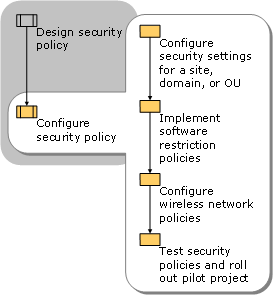 Design security
policy
Configure
security policy
Configure
security settings
for a site,
domain, or OU
Implement
software
restriction
policies
Configure
wireless network
policies
Test security
policies and roll
out pilot project